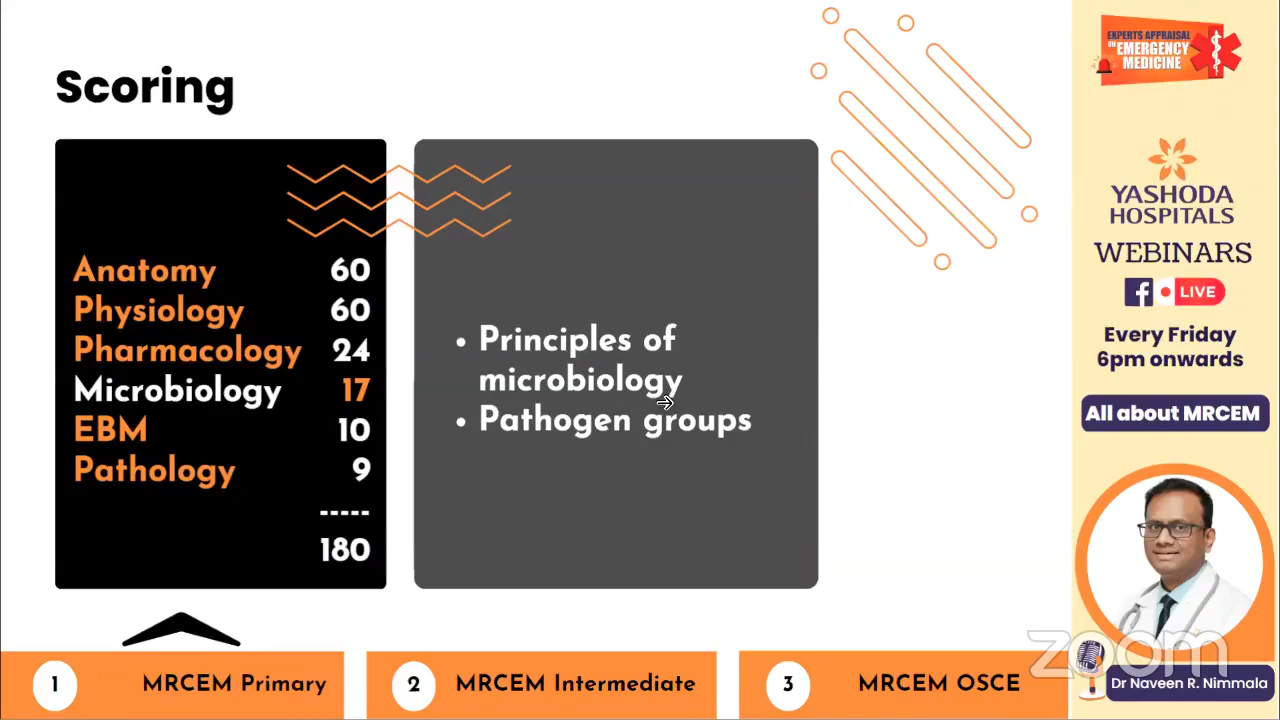 Scoring
Anatomy 60
Physiology 60
Pharmacology 24
Microbiology 17
EBM 10
Pathology 9
-----
180
• Principles of
microbiology
• Pathogen groups
1 MRCEM Primary
2 MRCEM Intermediate
3 MRCEM OSCE
EXPERTS APPRAISAL
ON EMERGENCY
MEDICINE
YASHODA
HOSPITALS
WEBINARS
f LIVE
Every Friday
6pm onwards
All about MRCEM
zoom
Dr Naveen R. Nimmala